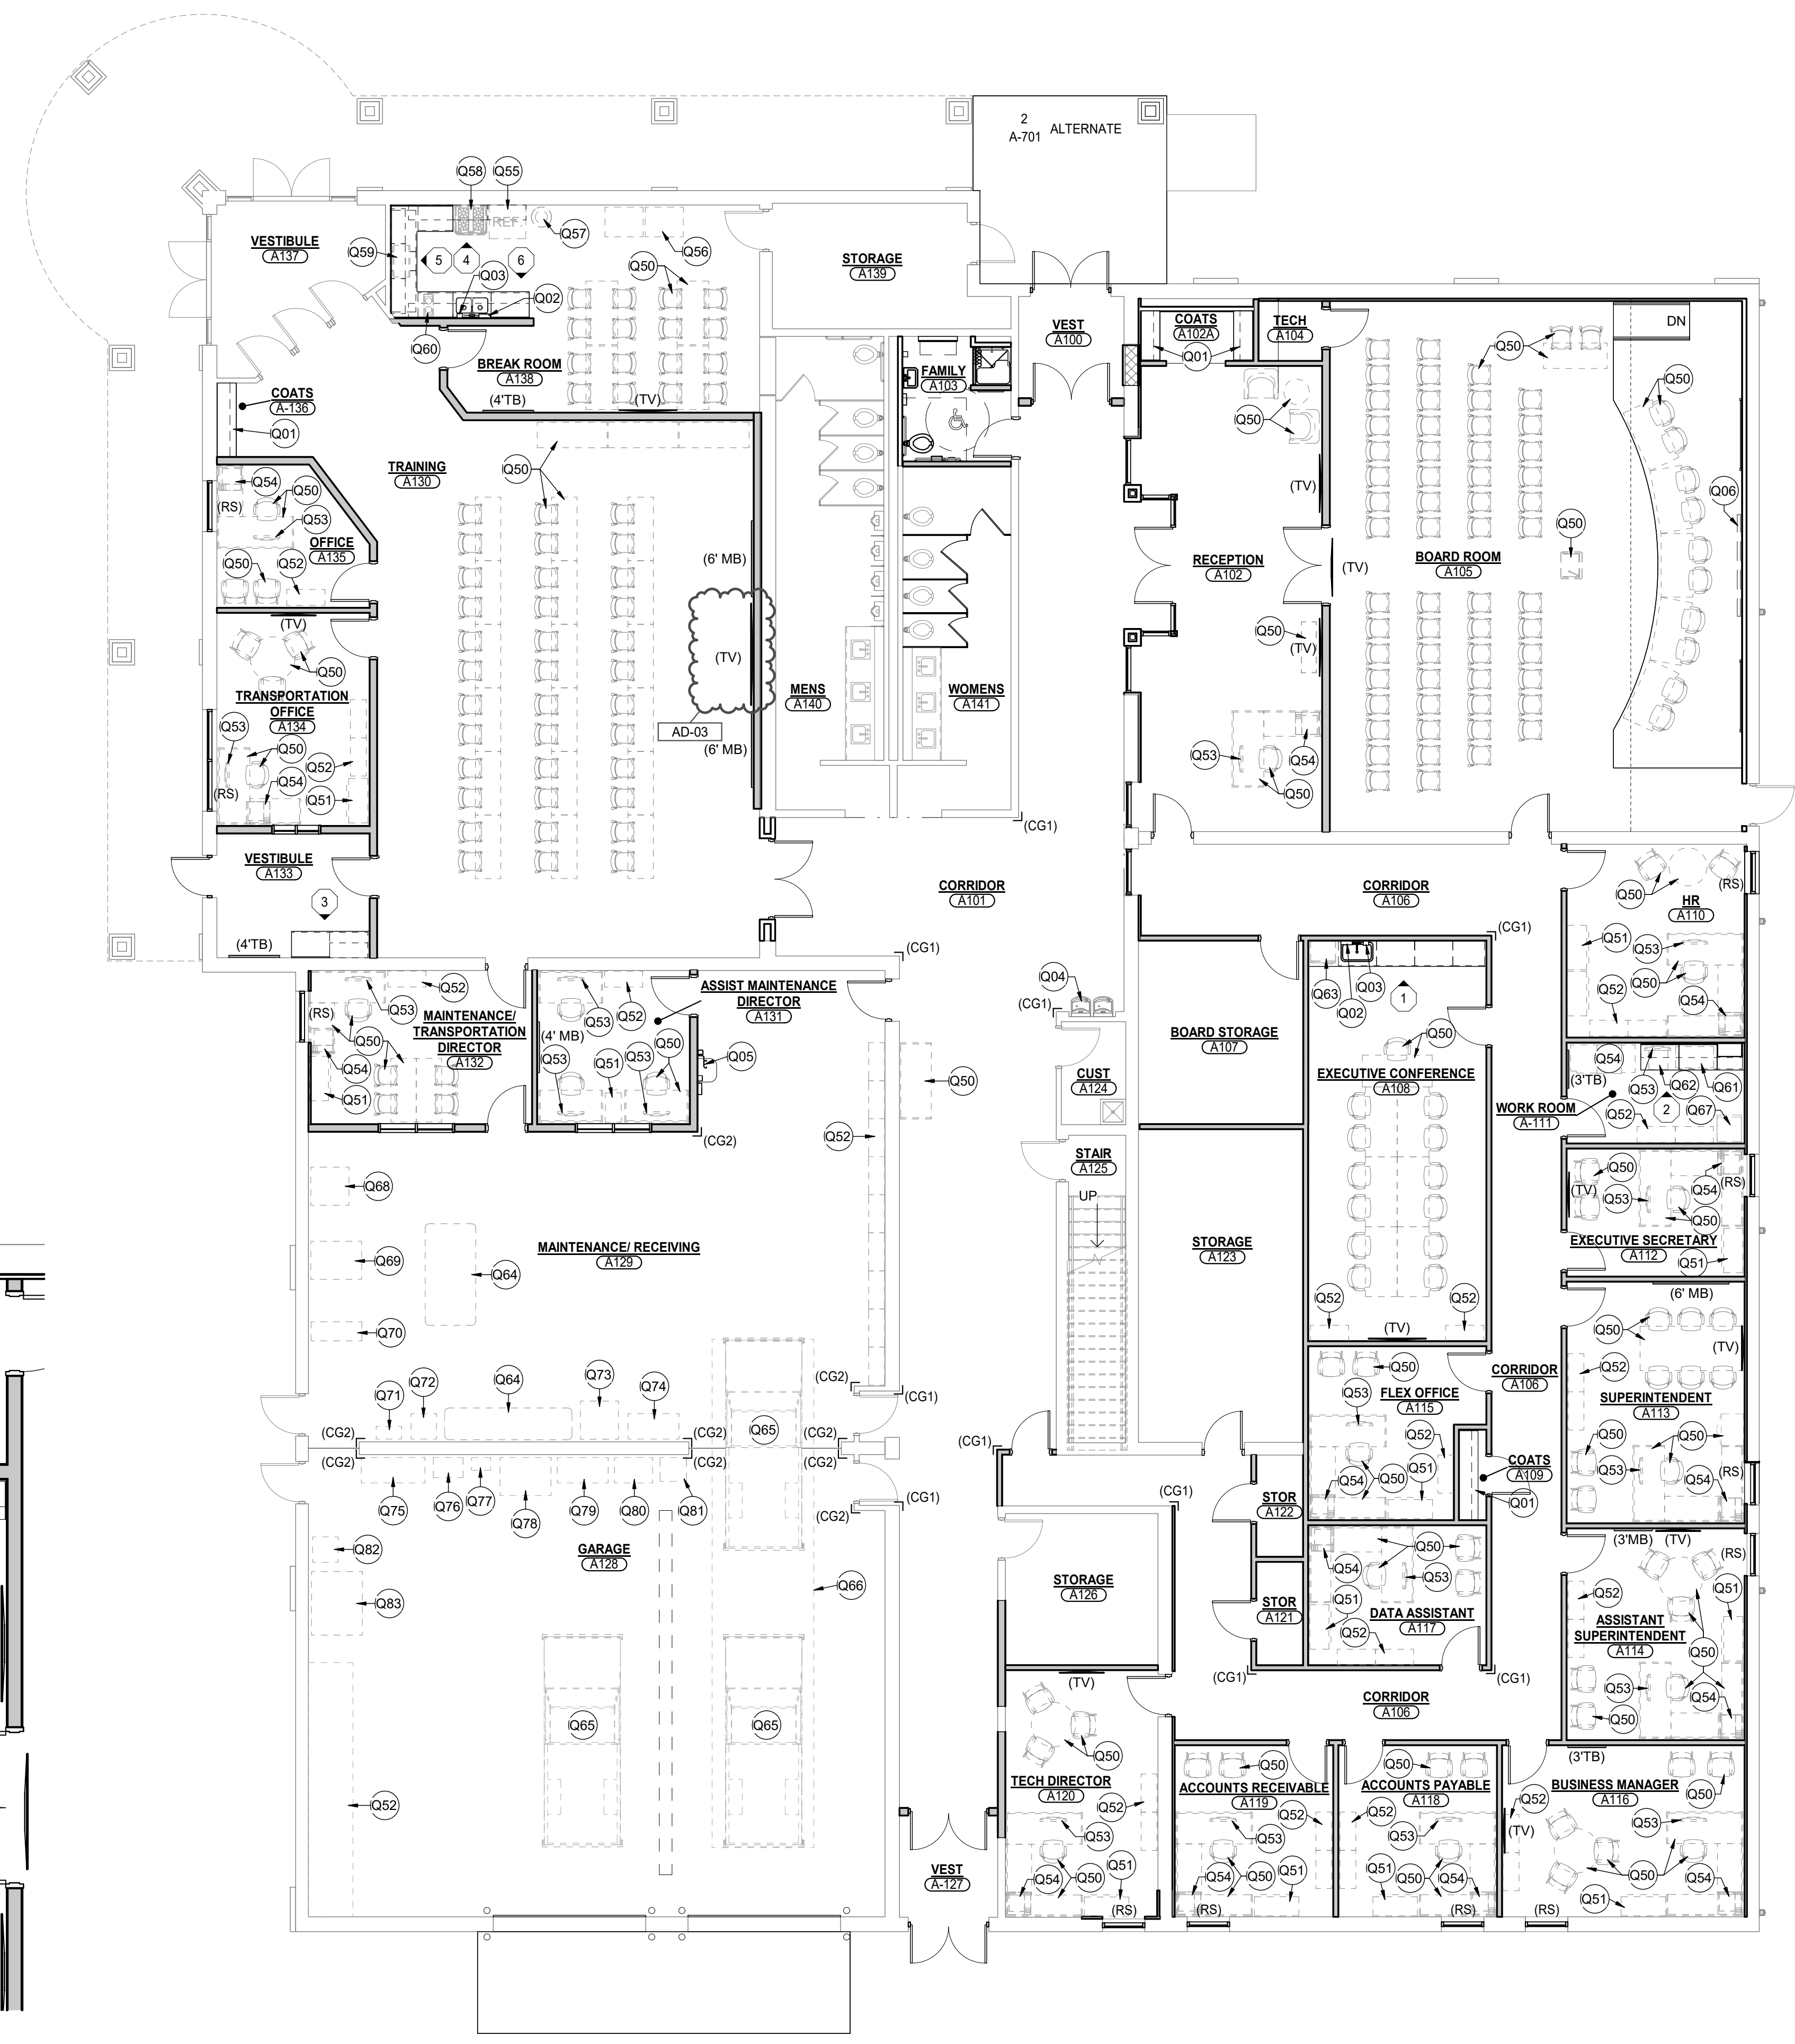 2
A-701
ALTERNATE
Q58
Q55
REF.
Q57
Q56
Q59
5
4
6
Q03
Q02
Q60
Q50
VESTIBULE
A137
STORAGE
A139
BREAK ROOM
A138
(4'TB)
(TV)
VEST
A100
COATS
A102A
Q01
TECH
A104
FAMILY
A103
DN
Q50
Q50
Q50
Q06
COATS
A-136
Q01
TRAINING
A130
Q50
Q54
Q50
(RS)
Q53
OFFICE
A135
Q50
Q52
(TV)
Q50
TRANSPORTATION
OFFICE
A134
Q53
Q50
Q52
Q54
(RS)
Q51
(6' MB)
(TV)
AD-03
(6' MB)
MENS
A140
WOMENS
A141
(TV)
RECEPTION
A102
(TV)
Q50
(TV)
Q53
Q54
Q50
BOARD ROOM
A105
Q50
(CG1)
VESTIBULE
A133
3
(4'TB)
CORRIDOR
A101
CORRIDOR
A106
(CG1)
(CG1)
HR
A110
Q50
(RS)
Q51
Q53
Q50
Q52
Q54
Q52
Q53
(RS)
MAINTENANCE/
TRANSPORTATION
DIRECTOR
A132
Q50
Q54
Q51
ASSIST MAINTENANCE
DIRECTOR
A131
Q52
Q53
(4' MB)
Q53
Q51
Q53
Q50
Q05
(CG2)
Q50
Q52
Q04
(CG1)
CUST
A124
STAIR
A125
UP
BOARD STORAGE
A107
Q63
Q02
Q03
1
Q50
EXECUTIVE CONFERENCE
A108
Q52
Q52
(TV)
WORK ROOM
A-111
Q54
(3'TB)
Q53
Q62
Q61
2
Q52
Q67
Q50
(TV)
Q53
Q54
(RS)
Q50
EXECUTIVE SECRETARY
A112
Q51
STORAGE
A123
Q68
MAINTENANCE/ RECEIVING
A129
Q69
Q64
Q70
Q71
Q72
Q64
Q73
Q74
Q65
(CG2)
(CG1)
(CG2)
(CG2)
(CG2)
(CG2)
(CG2)
(CG2)
(CG2)
(CG1)
(CG1)
Q75
Q76
Q77
Q78
Q79
Q80
Q81
GARAGE
A128
Q82
Q83
Q66
Q65
Q65
Q52
(6' MB)
Q50
(TV)
Q52
SUPERINTENDENT
A113
Q50
Q50
Q53
Q54
(RS)
CORRIDOR
A106
Q50
Q53
FLEX OFFICE
A115
Q52
Q54
Q50
Q51
COATS
A109
Q01
STOR
A122
(CG1)
STOR
A121
STORAGE
A126
Q50
Q54
Q53
Q51
DATA ASSISTANT
A117
Q52
(CG1)
(CG1)
(3'MB)
(TV)
(RS)
Q52
Q51
ASSISTANT
SUPERINTENDENT
A114
Q50
Q53
Q54
Q50
CORRIDOR
A106
(TV)
Q50
TECH DIRECTOR
A120
Q52
Q53
Q54
Q50
Q51
(RS)
VEST
A-127
Q50
ACCOUNTS RECEIVABLE
A119
Q52
Q53
Q54
Q50
Q51
(RS)
Q50
ACCOUNTS PAYABLE
A118
Q52
Q53
Q51
Q50
Q54
(RS)
(3'TB)
BUSINESS MANAGER
A116
Q50
Q52
(TV)
Q53
Q50
Q54
Q51
(RS)